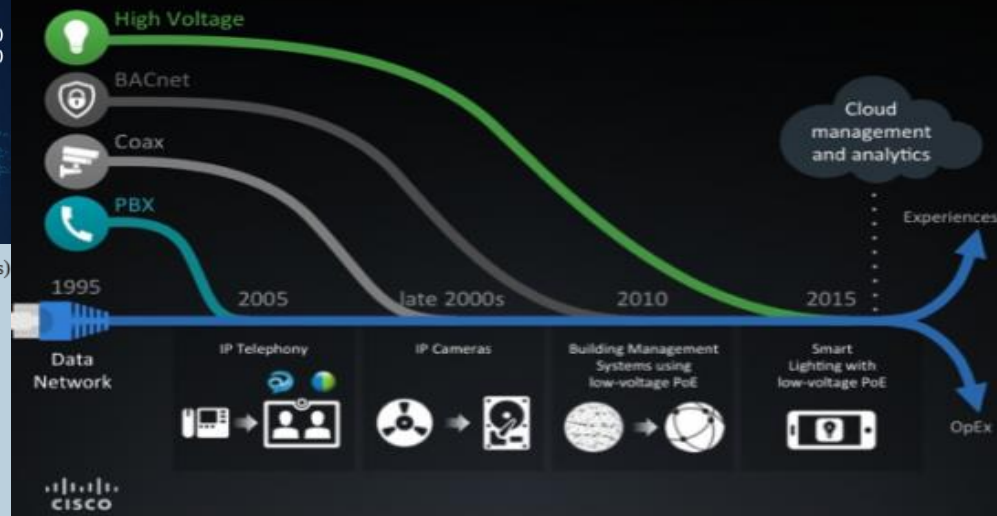 High Voltage
BACnet
Coax
PBX
Cloud
management
and analytics
Experiences
s)
1995
2005
late 2000s
2010
2015
Data
Network
IP Telephony
IP Cameras
Building Management
Systems using
low-voltage PoE
Smart
Lighting with
low-voltage PoE
OpEx
CISCO